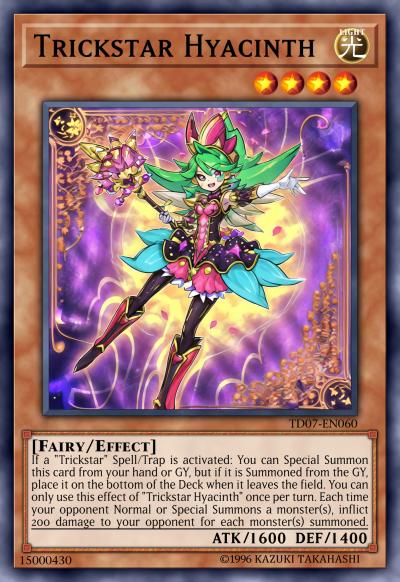 Trickstar Hyacinth
LIGHT
光
TD07-EN060
[Fairy/Effect]
If a "Trickstar" Spell/Trap is activated: You can Special Summon
this card from your hand or GY, but if it is Summoned from the GY,
place it on the bottom of the Deck when it leaves the field. You can
only use this effect of "Trickstar Hyacinth" once per turn. Each time
your opponent Normal or Special Summons a monster(s), inflict
200 damage to your opponent for each monster(s) summoned.
ATK/1600 DEF/1400
15000430
©1996 KAZUKI TAKAHASHI